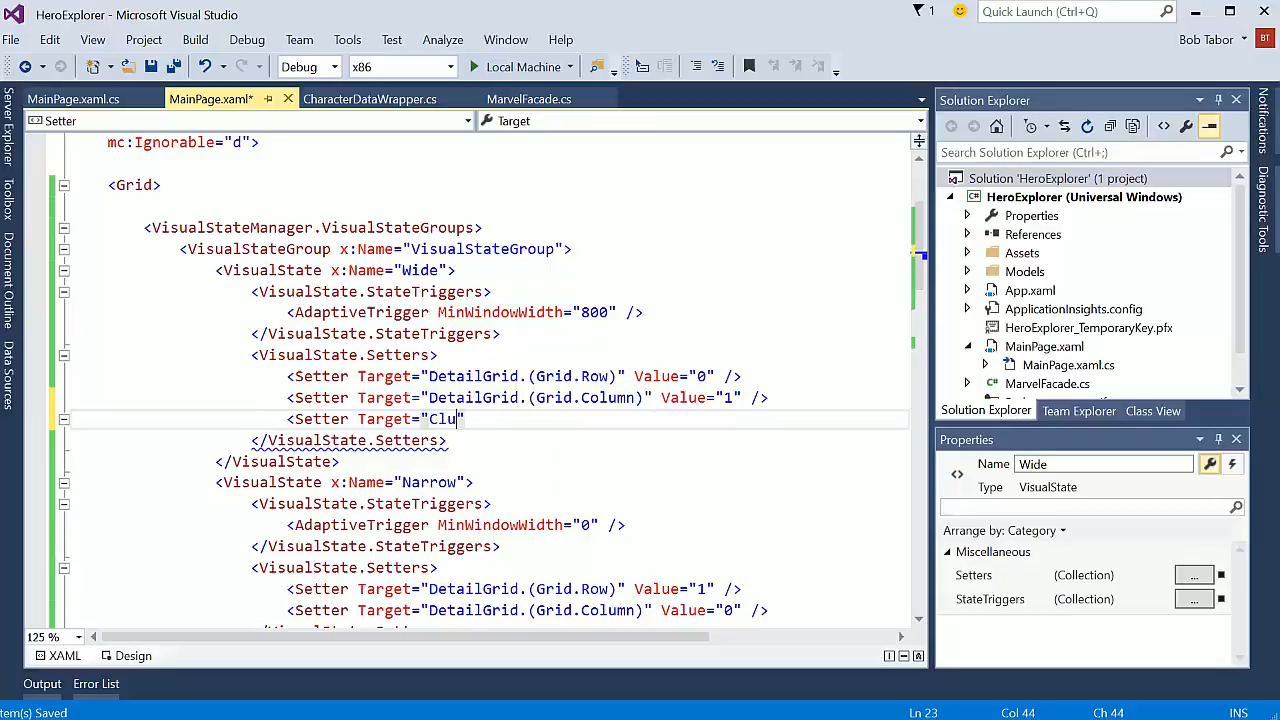 HeroExplorer - Microsoft Visual Studio
1
Quick Launch (Ctrl+Q)
File Edit View Project Build Debug Team Tools Test Analyze Window Help
Bob Tabor
BT
Debug x86 Local Machine
MainPage.xaml.cs MainPage.xaml* CharacterDataWrapper.cs MarvelFacade.cs
Setter Target
mc:Ignorable="d">
<Grid>
<VisualStateManager.VisualStateGroups>
<VisualStateGroup x:Name="VisualStateGroup">
<VisualState x:Name="Wide">
<VisualState.StateTriggers>
<AdaptiveTrigger MinWindowWidth="800" />
</VisualState.StateTriggers>
<VisualState.Setters>
<Setter Target="DetailGrid.(Grid.Row)" Value="0" />
<Setter Target="DetailGrid.(Grid.Column)" Value="1" />
<Setter Target="Clu"
</VisualState.Setters>
</VisualState>
<VisualState x:Name="Narrow">
<VisualState.StateTriggers>
<AdaptiveTrigger MinWindowWidth="0" />
</VisualState.StateTriggers>
<VisualState.Setters>
<Setter Target="DetailGrid.(Grid.Row)" Value="1" />
<Setter Target="DetailGrid.(Grid.Column)" Value="0" />
125 %
XAML Design
Output Error List
Server Explorer
Toolbox
Document Outline
Data Sources
Solution Explorer
Search Solution Explorer (Ctrl+;)
Solution 'HeroExplorer' (1 project)
HeroExplorer (Universal Windows)
Properties
References
Assets
Models
App.xaml
ApplicationInsights.config
HeroExplorer_TemporaryKey.pfx
MainPage.xaml
MainPage.xaml.cs
MarvelFacade.cs
Solution Explorer Team Explorer Class View
Properties
Name Wide
Type VisualState
Arrange by: Category
Miscellaneous
Setters (Collection) ...
StateTriggers (Collection) ...
Notifications
Diagnostic Tools
tem(s) Saved Ln 23 Col 44 Ch 44 INS